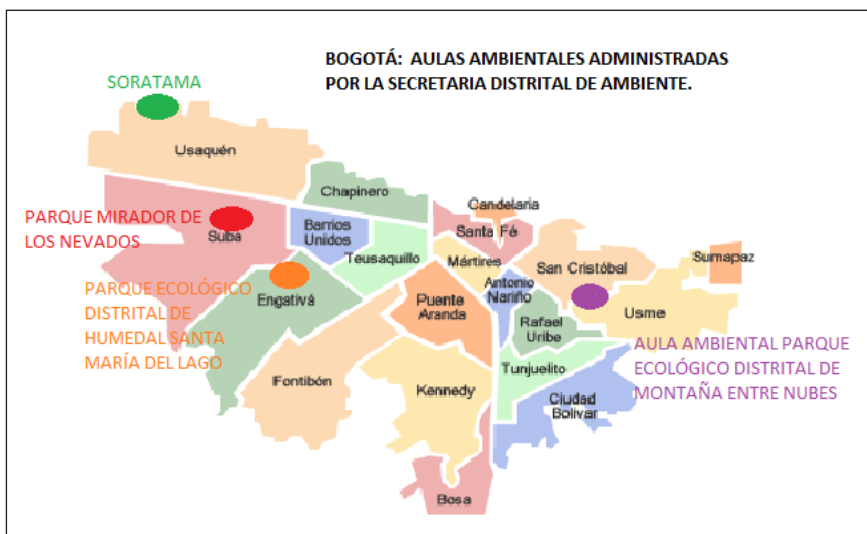 BOGOTÁ: AULAS AMBIENTALES ADMINISTRADAS
POR LA SECRETARIA DISTRITAL DE AMBIENTE.
SORATAMA
Usaquén
Chapinero
Candelaria
PARQUE MIRADOR DE
LOS NEVADOS
Suba
Barrios
Unidos
Santa Fé
Teusaquillo
Mártires
San Cristóbal
Sumapaz
PARQUE ECOLÓGICO
DISTRITAL DE
HUMEDAL SANTA
MARÍA DEL LAGO
Engativá
Puente
Aranda
Antonio
Nariño
Usme
Rafael
Uribe
AULA AMBIENTAL PARQUE
ECOLÓGICO DISTRITAL DE
MONTAÑA ENTRE NUBES
Fontibón
Kennedy
Tunjuelito
Ciudad
Bolívar
Bosa